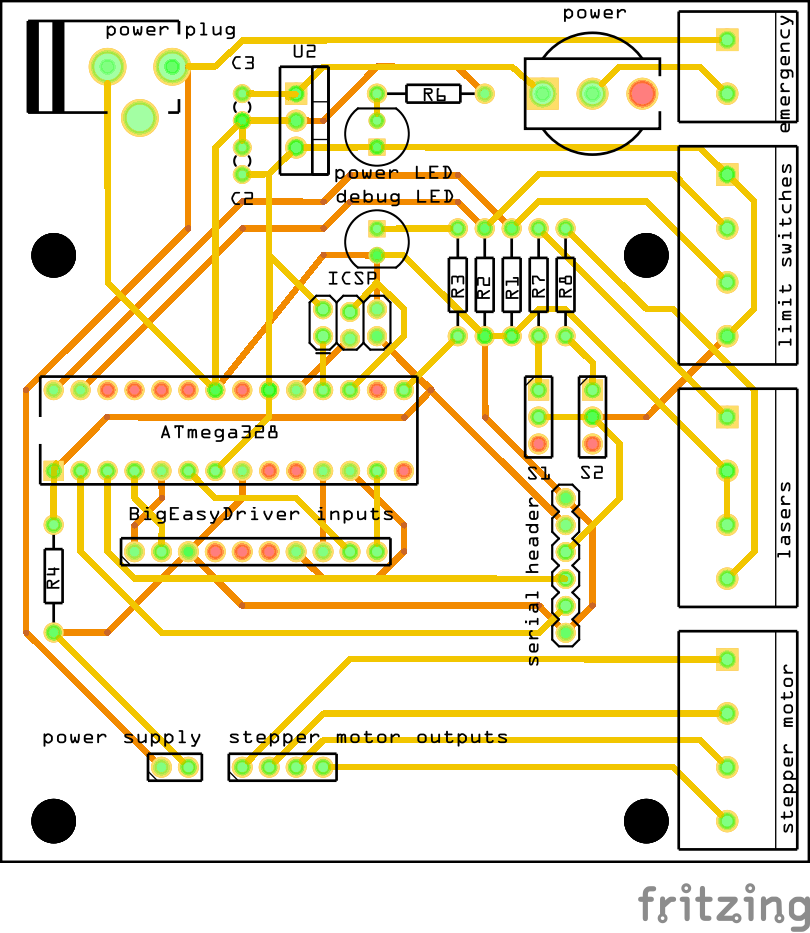 power plug
power
emergency
U2
C3
R6
C2
power LED
debug LED
limit switches
ICSP
R3
R2
R1
R7
R8
ATmega328
S1
S2
lasers
BigEasyDriver inputs
serial header
R4
power supply
stepper motor outputs
stepper motor
fritzing